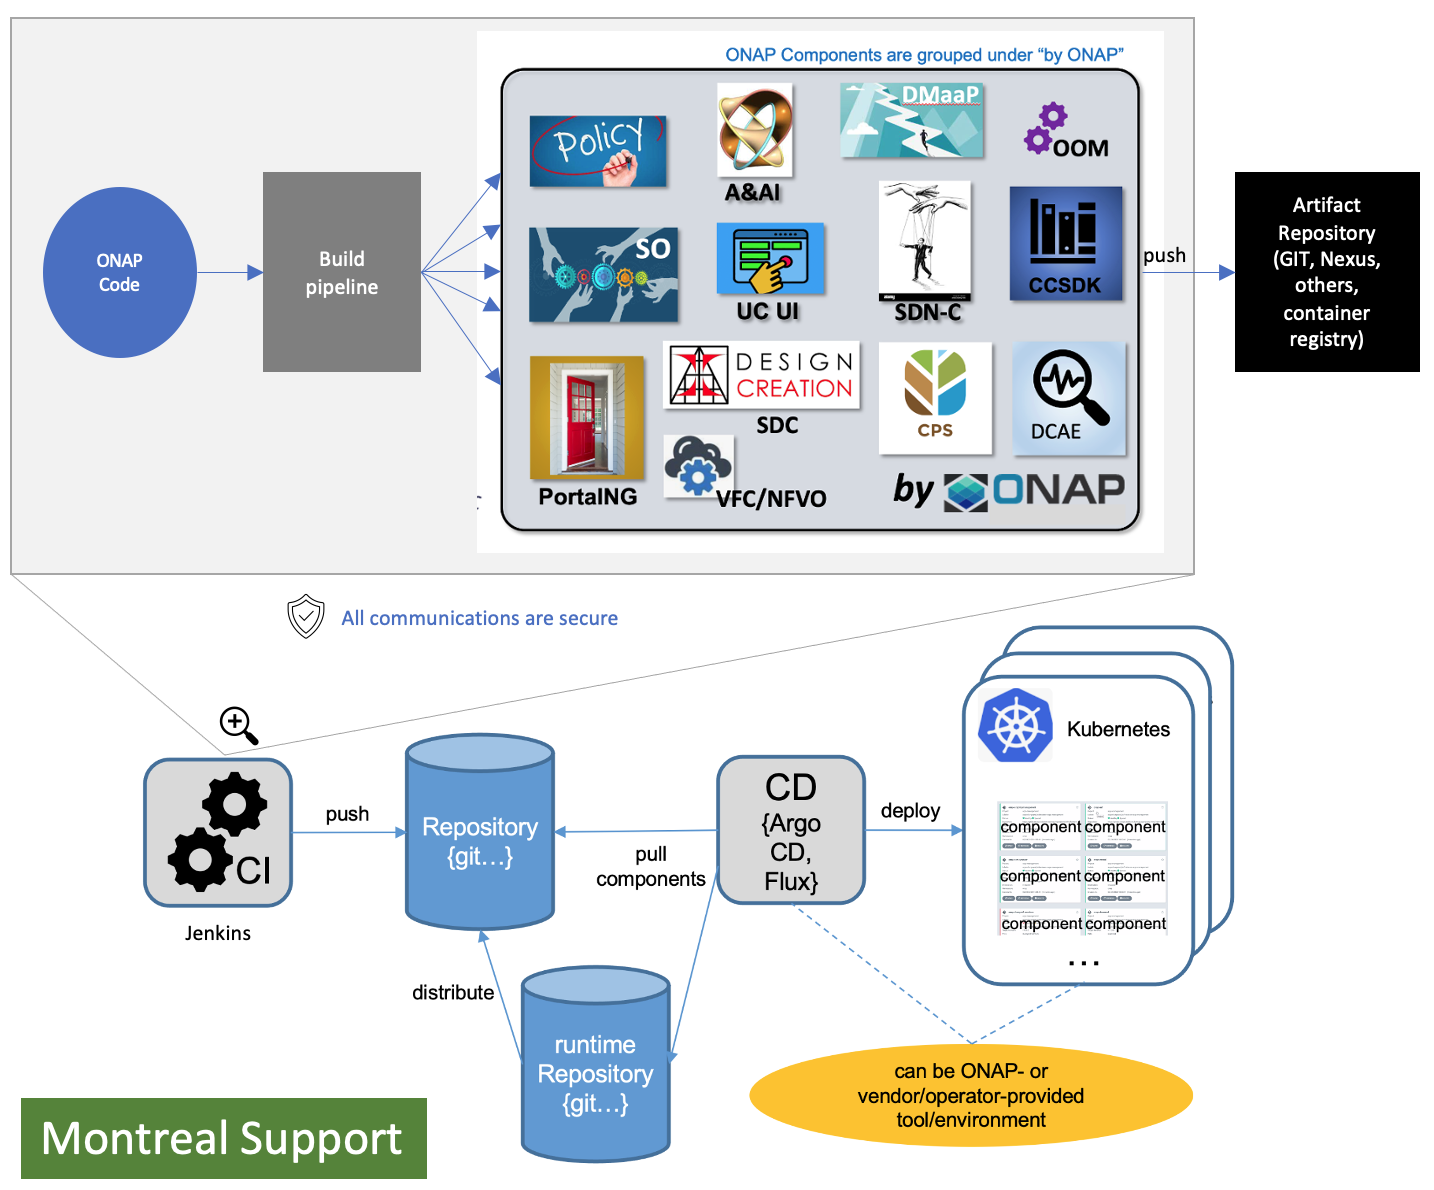 ONAP Components are grouped under “by ONAP”
ONAP
Code
Build
pipeline
Policy
A&AI
DMaaP
OOM
SO
UC UI
SDN-C
CCSDK
DESIGN
CREATION
SDC
CPS
DCAE
PortalNG
VFC/NFVO
by ONAP
push
Artifact
Repository
(GIT, Nexus,
others,
container
registry)
All communications are secure
CI
Jenkins
push
Repository
{git...}
pull
components
CD
{Argo
CD,
Flux}
deploy
Kubernetes
component component
component component
component component
...
distribute
runtime
Repository
{git...}
can be ONAP- or
vendor/operator-provided
tool/environment
Montreal Support